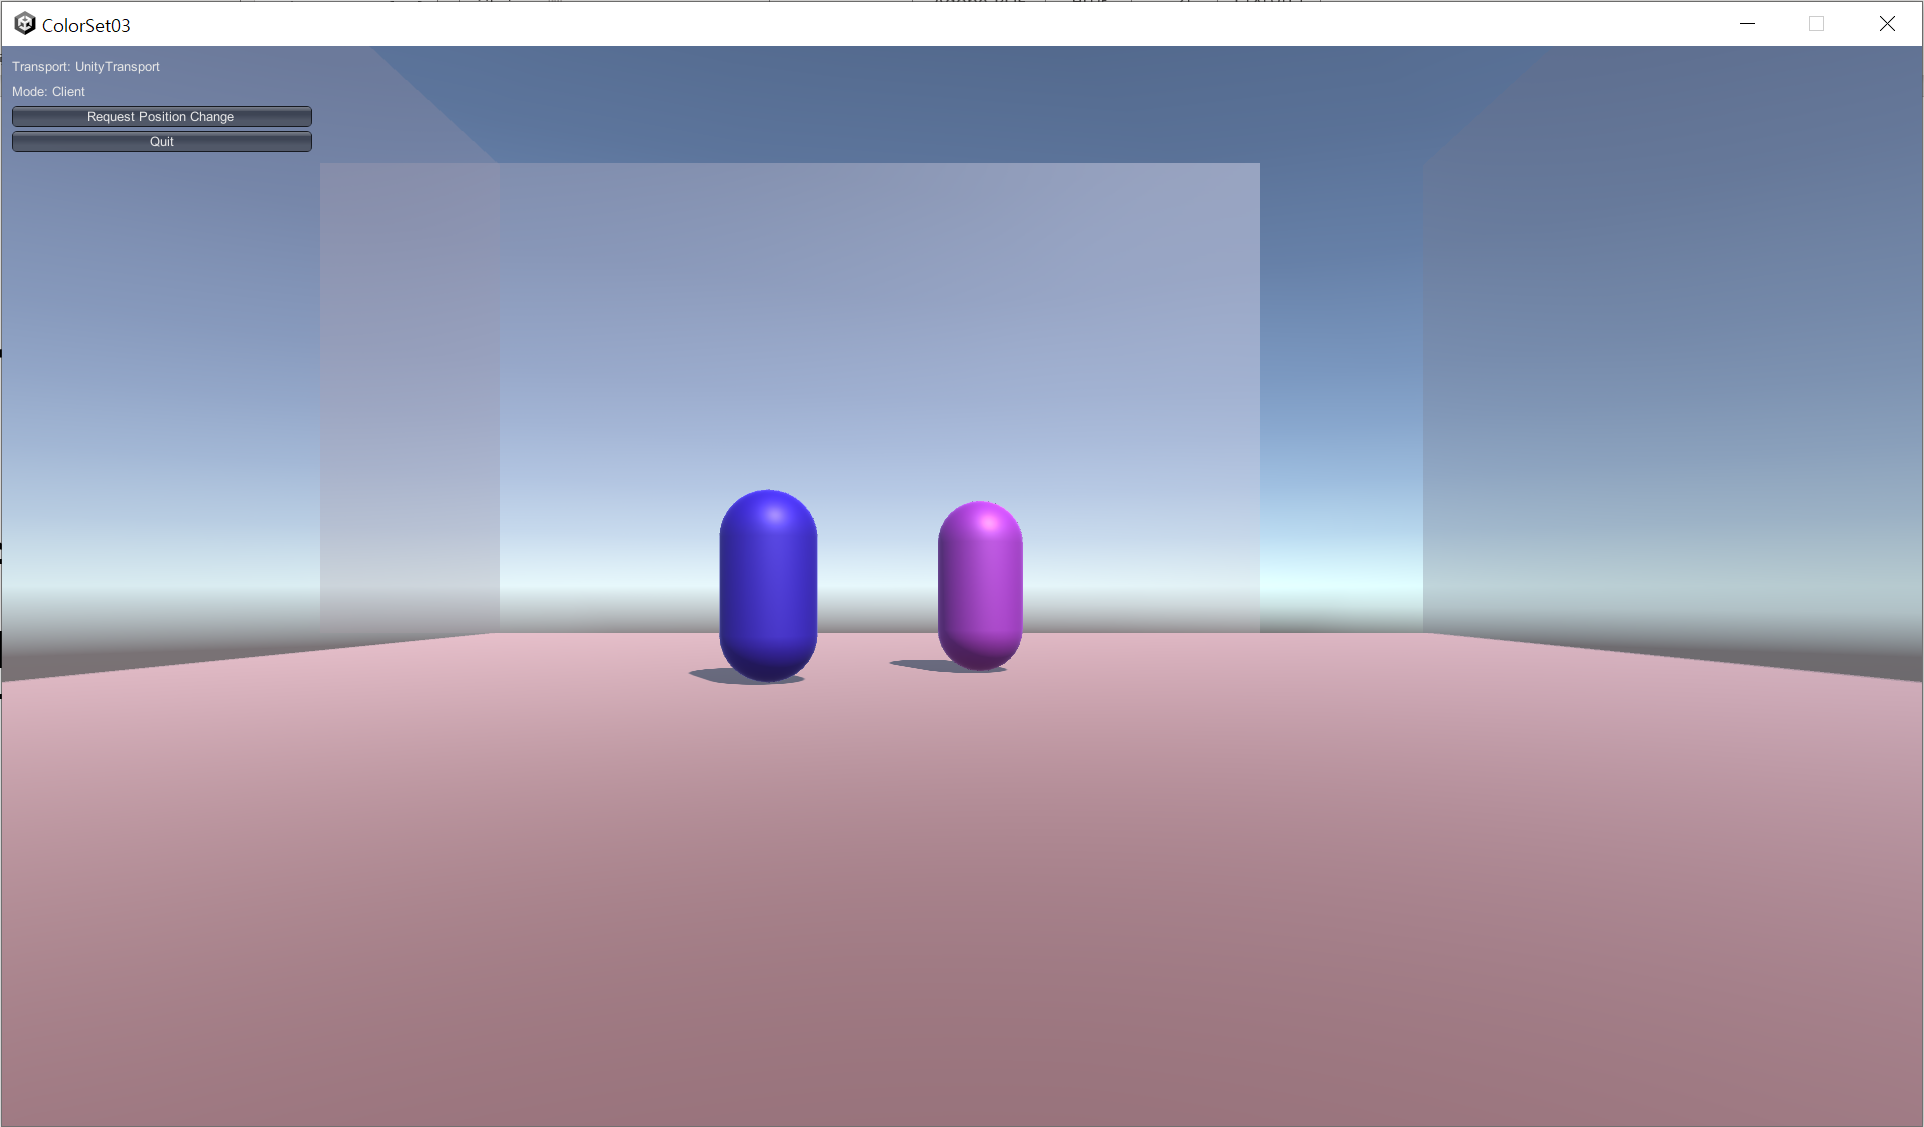 ColorSet03
Transport: UnityTransport
Mode: Client
Request Position Change
Quit